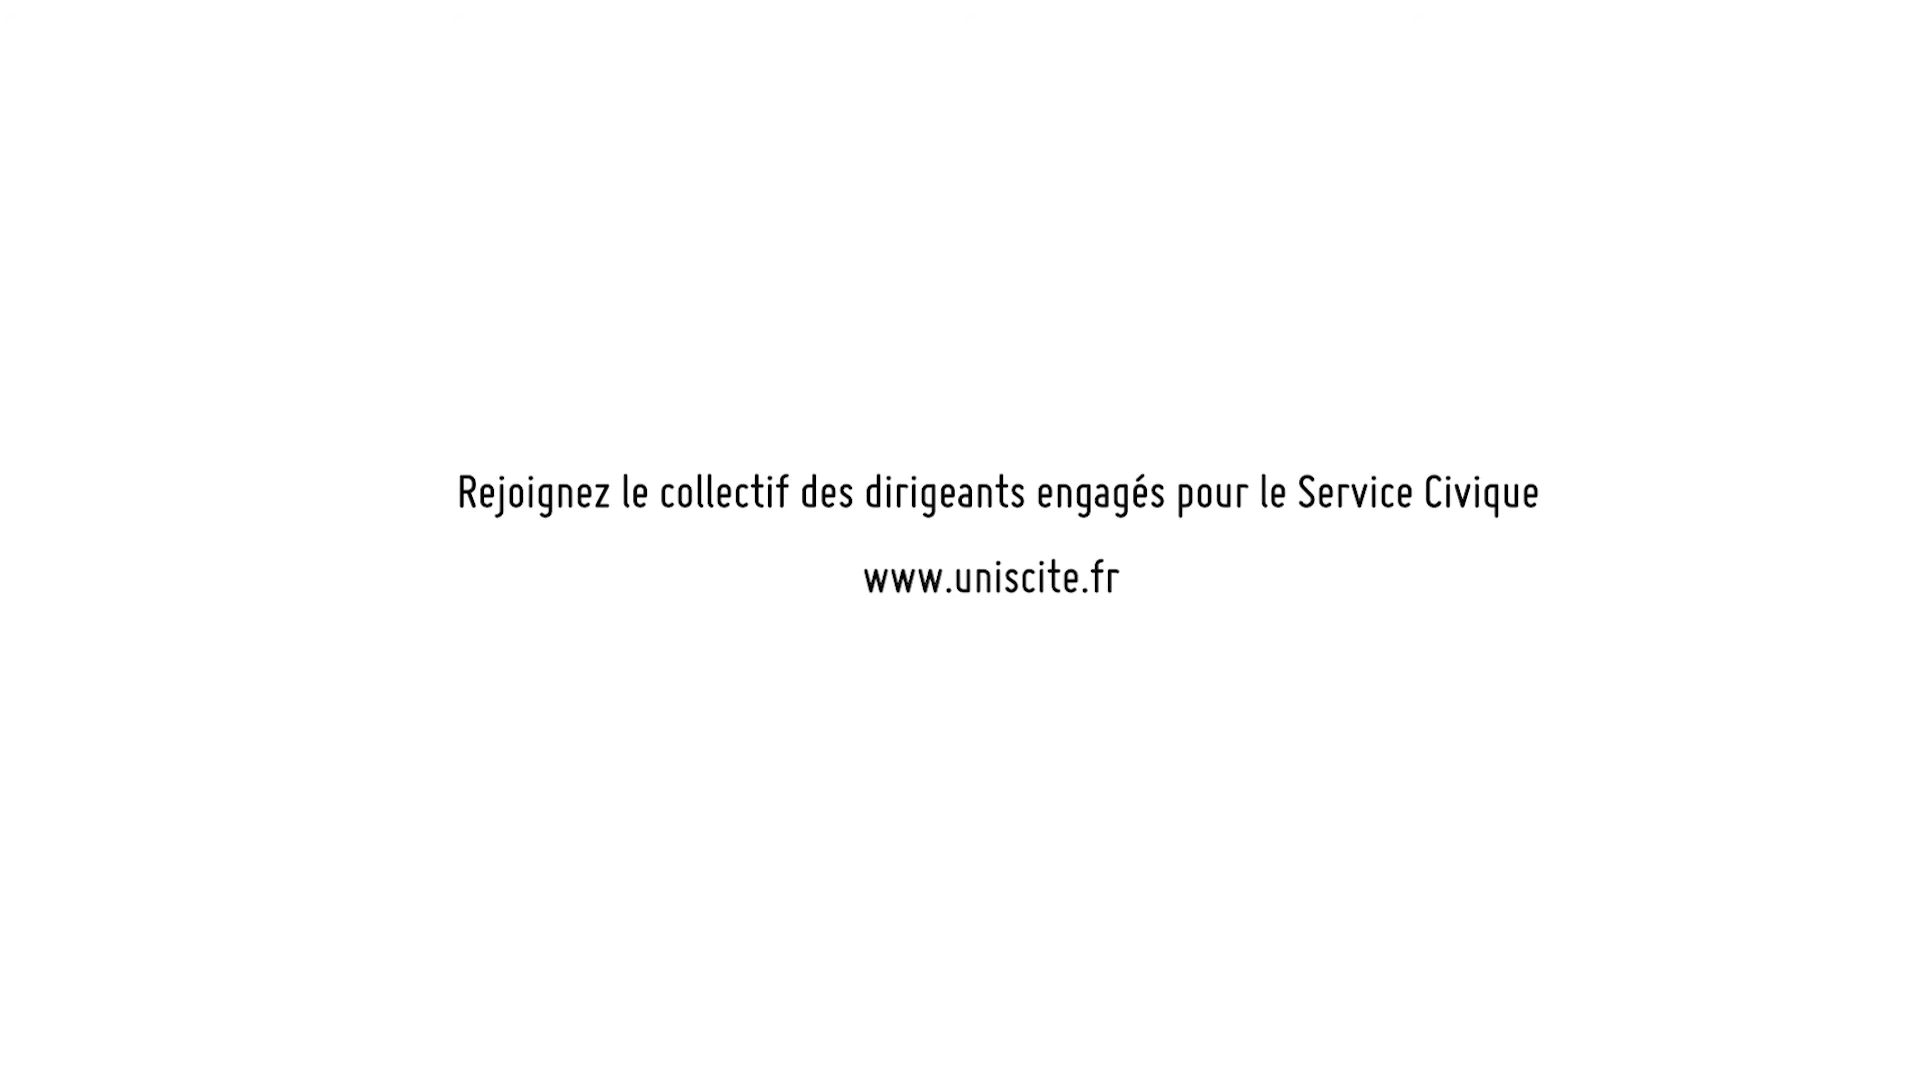 Rejoignez le collectif des dirigeants engagés pour le Service Civique
www.uniscite.fr